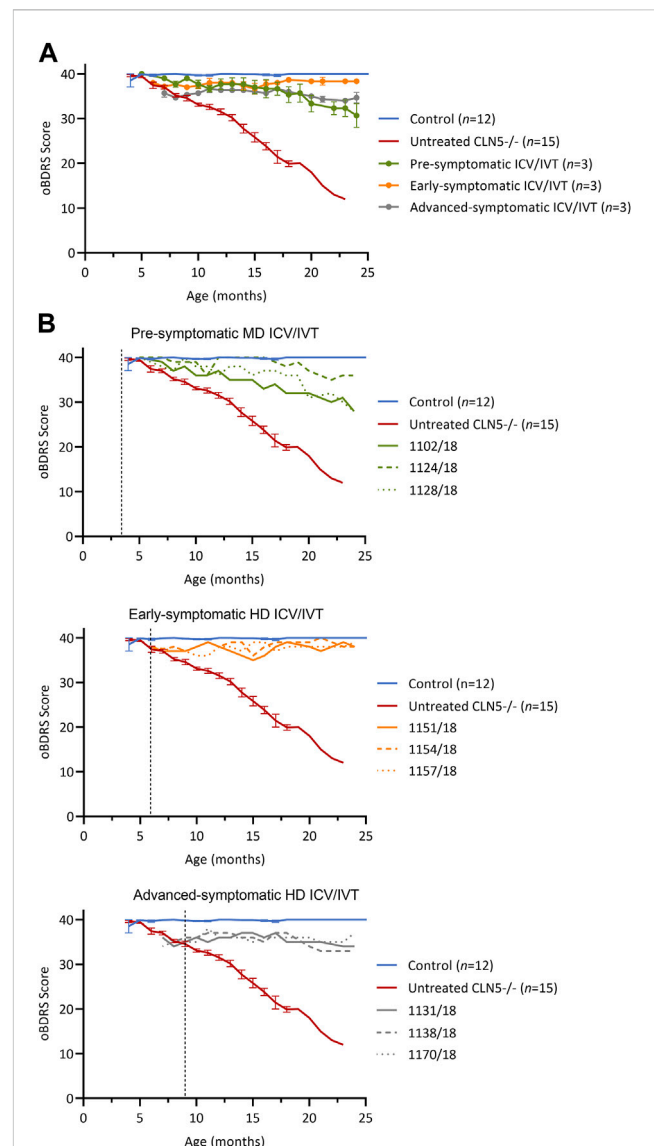 A
40
30
20
10
0
oBDRS Score
0 5 10 15 20 25
Age (months)
Control (n=12)
Untreated CLN5-/- (n=15)
Pre-symptomatic ICV/IVT (n=3)
Early-symptomatic ICV/IVT (n=3)
Advanced-symptomatic ICV/IVT (n=3)
B
Pre-symptomatic MD ICV/IVT
40
30
20
10
0
oBDRS Score
0 5 10 15 20 25
Age (months)
Control (n=12)
Untreated CLN5-/- (n=15)
1102/18
1124/18
1128/18
Early-symptomatic HD ICV/IVT
40
30
20
10
0
oBDRS Score
0 5 10 15 20 25
Age (months)
Control (n=12)
Untreated CLN5-/- (n=15)
1151/18
1154/18
1157/18
Advanced-symptomatic HD ICV/IVT
40
30
20
10
0
oBDRS Score
0 5 10 15 20 25
Age (months)
Control (n=12)
Untreated CLN5-/- (n=15)
1131/18
1138/18
1170/18